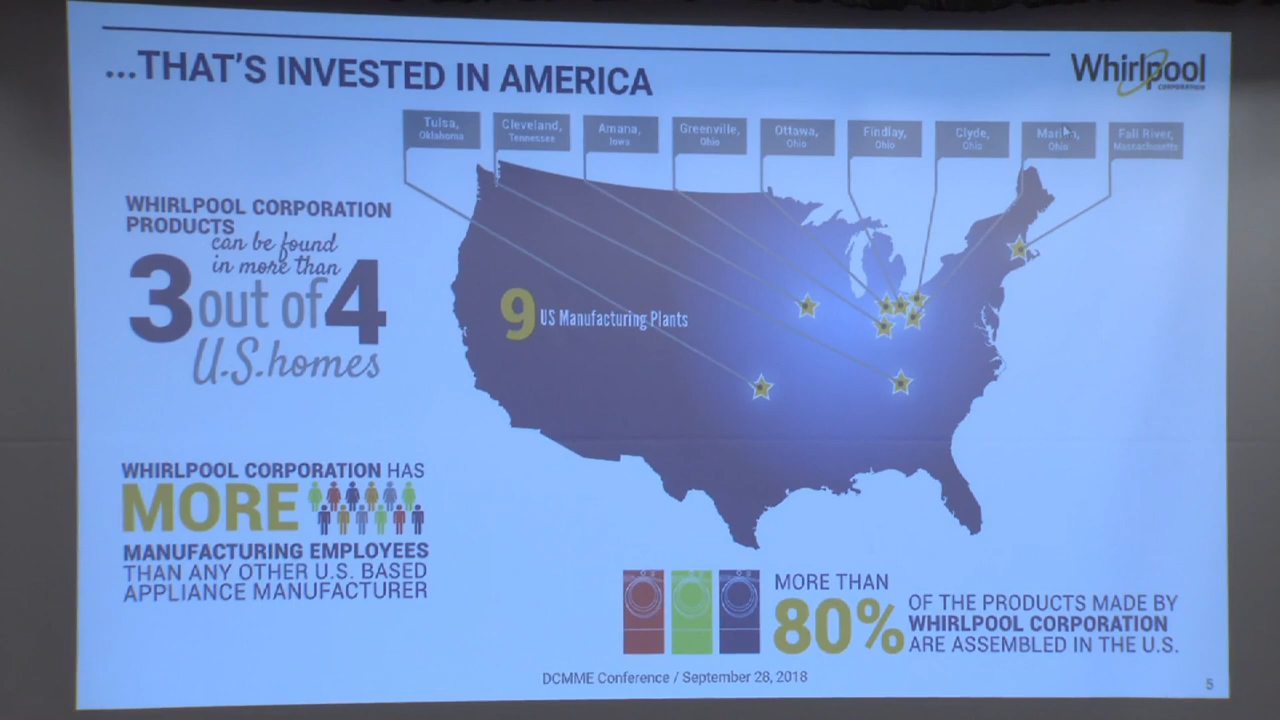 ...THAT'S INVESTED IN AMERICA
Whirlpool
CORPORATION
Tulsa,
Oklahoma
Cleveland,
Tennessee
Amana,
Iowa
Greenville,
Ohio
Ottawa,
Ohio
Findlay,
Ohio
Clyde,
Ohio
Marion,
Ohio
Fall River,
Massachusetts
WHIRLPOOL CORPORATION
PRODUCTS
can be found
in more than
3 out of 4
U.S. homes
9 US Manufacturing Plants
WHIRLPOOL CORPORATION HAS
MORE
MANUFACTURING EMPLOYEES
THAN ANY OTHER U.S. BASED
APPLIANCE MANUFACTURER
MORE THAN
80%
OF THE PRODUCTS MADE BY
WHIRLPOOL CORPORATION
ARE ASSEMBLED IN THE U.S.
DCMME Conference / September 28, 2018
5